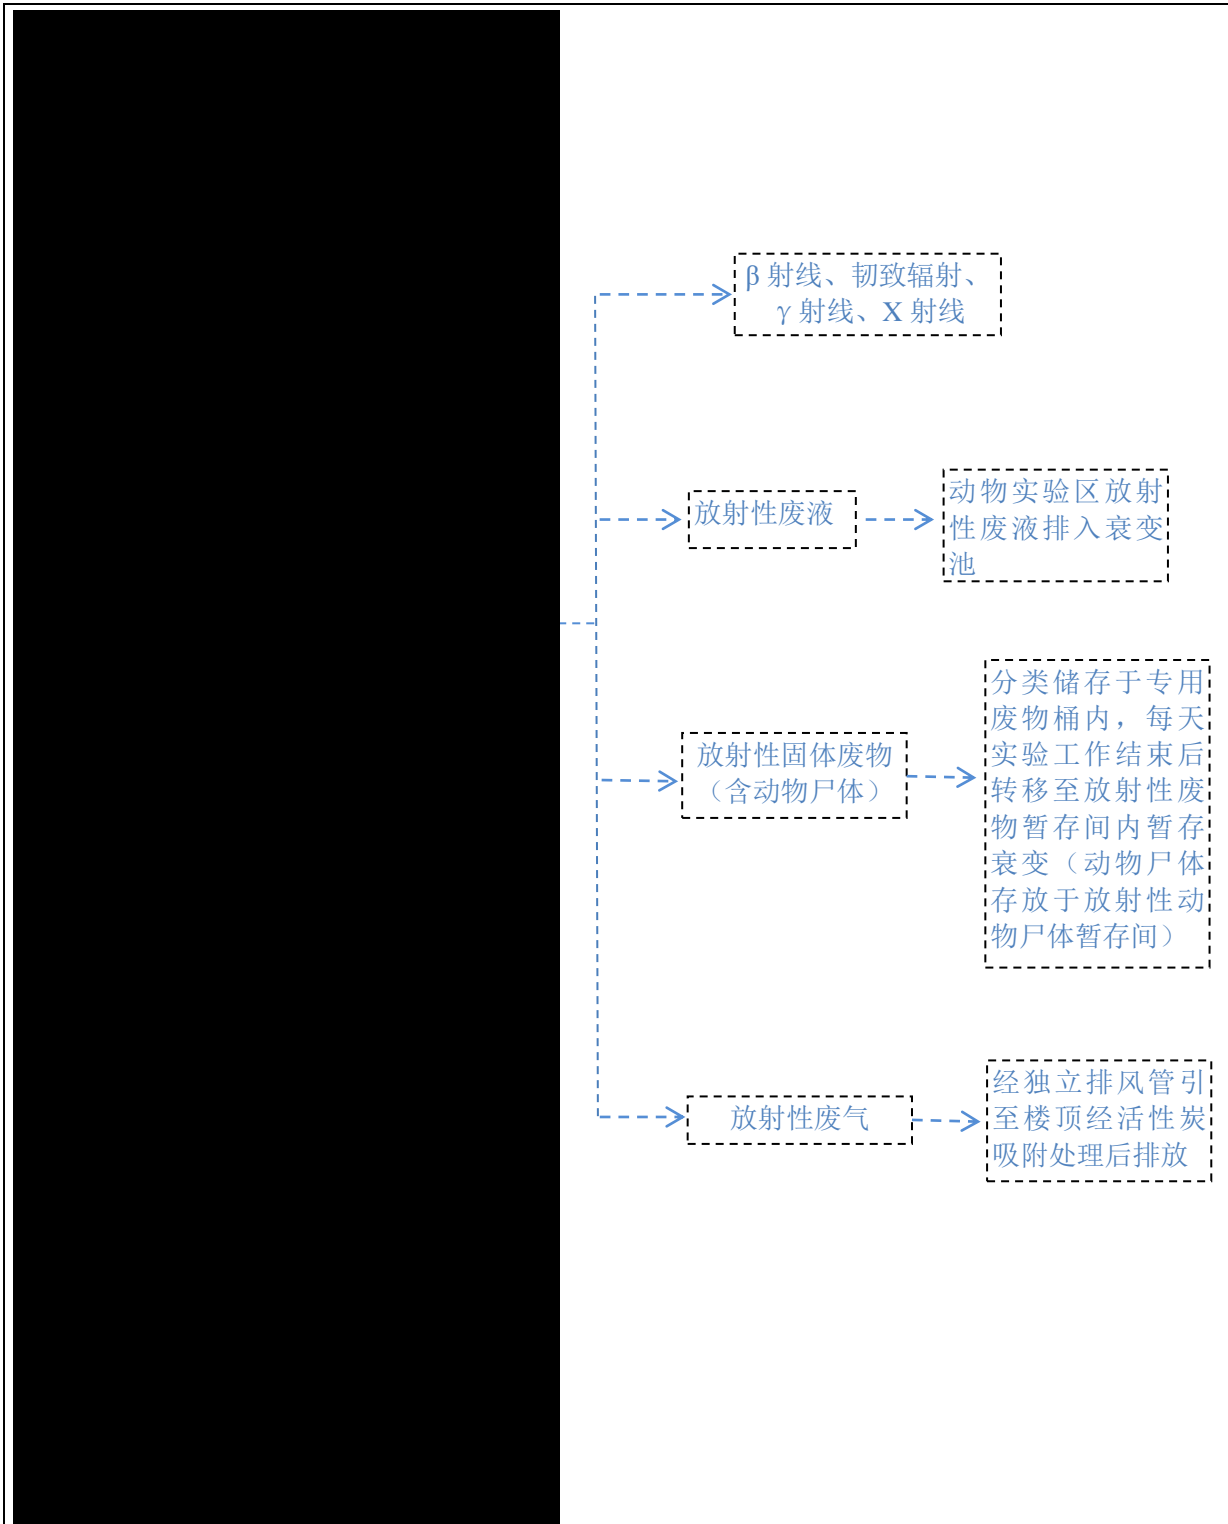 β 射线、韧致辐射、
γ 射线、X 射线
放射性废液
动物实验区放射
性废液排入衰变
池
放射性固体废物
（含动物尸体）
分类储存于专用
废物桶内，每天
实验工作结束后
转移至放射性废
物暂存间内暂存
衰变（动物尸体
存放于放射性动
物尸体暂存间）
放射性废气
经独立排风管引
至楼顶经活性炭
吸附处理后排放